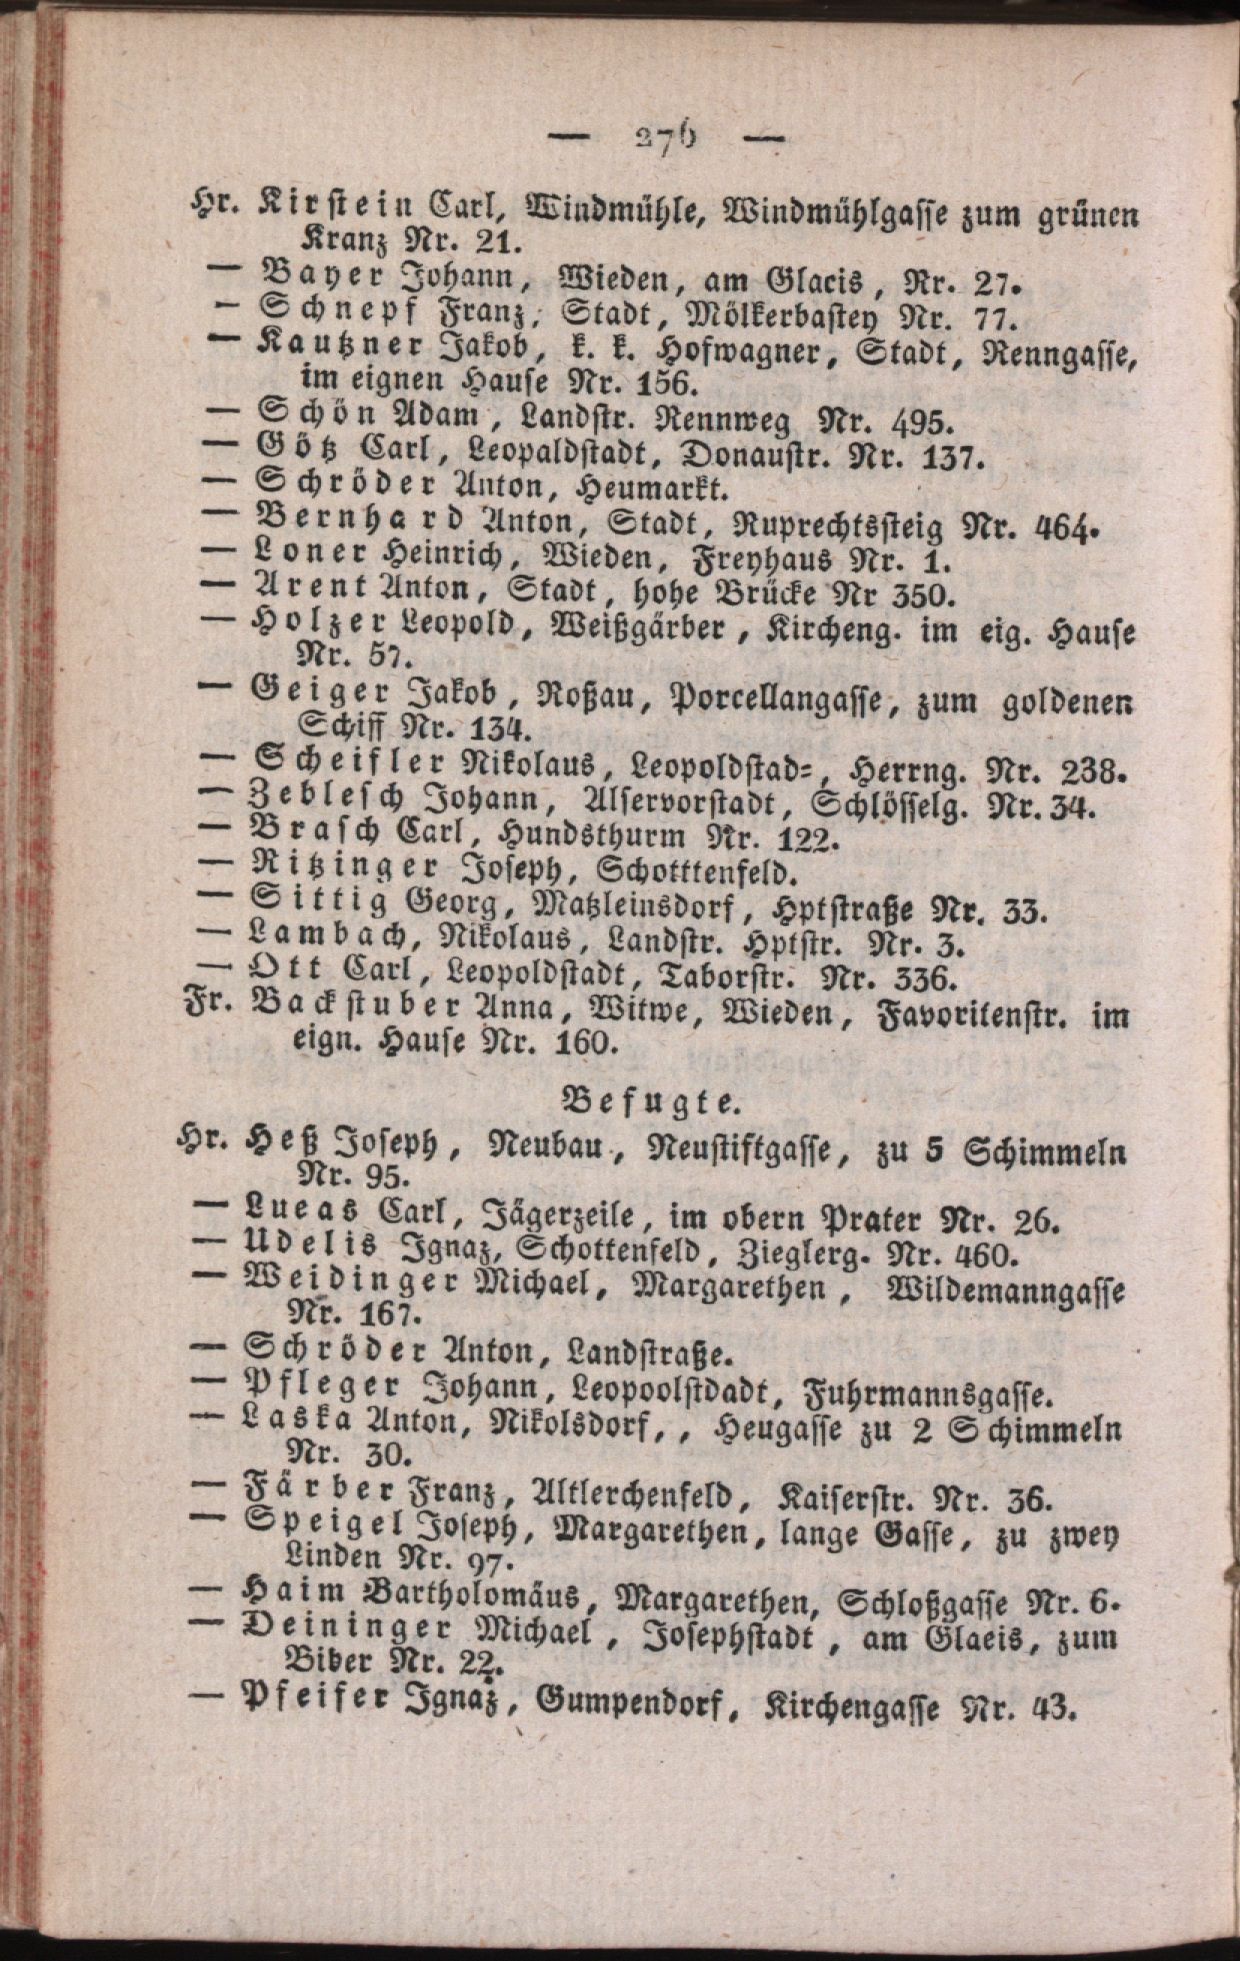 — 276 —
Hr. Kirstein Carl, Windmühle, Windmühlgasse zum grünen
Kranz Nr. 21.
— Bayer Johann, Wieden, am Glacis, Nr. 27.
— Schnepf Franz, Stadt, Mölkerbastey Nr. 77.
— Kautzner Jakob, k. k. Hofwagner, Stadt, Renngasse,
im eignen Hause Nr. 156.
— Schön Adam, Landstr. Rennweg Nr. 495.
— Götz Carl, Leopaldstadt, Donaustr. Nr. 137.
— Schröder Anton, Heumarkt.
— Bernhard Anton, Stadt, Ruprechtssteig Nr. 464.
— Loner Heinrich, Wieden, Freyhaus Nr. 1.
— Arent Anton, Stadt, hohe Brücke Nr 350.
— Holzer Leopold, Weißgärber, Kircheng. im eig. Hause
Nr. 57.
— Geiger Jakob, Roßau, Porcellangasse, zum goldenen
Schiff Nr. 134.
— Scheifler Nikolaus, Leopoldstad=, Herrng. Nr. 238.
— Zeblesch Johann, Alservorstadt, Schlösselg. Nr. 34.
— Brasch Carl, Hundsthurm Nr. 122.
— Ritzinger Joseph, Schotttenfeld.
— Sittig Georg, Matzleinsdorf, Hptstraße Nr. 33.
— Lambach, Nikolaus, Landstr. Hptstr. Nr. 3.
— Ott Carl, Leopoldstadt, Taborstr. Nr. 336.
Fr. Backstuber Anna, Witwe, Wieden, Favoritenstr. im
eign. Hause Nr. 160.
Befugte.
Hr. Heß Joseph, Neubau, Neustiftgasse, zu 5 Schimmeln
Nr. 95.
— Lueas Carl, Jägerzeile, im obern Prater Nr. 26.
— Udelis Ignaz, Schottenfeld, Zieglerg. Nr. 460.
— Weidinger Michael, Margarethen, Wildemanngasse
Nr. 167.
— Schröder Anton, Landstraße.
— Pfleger Johann, Leopoolstdadt, Fuhrmannsgasse.
— Laska Anton, Nikolsdorf,, Heugasse zu 2 Schimmeln
Nr. 30.
— Färber Franz, Altlerchenfeld, Kaiserstr. Nr. 36.
— Speigel Joseph, Margarethen, lange Gasse, zu zwey
Linden Nr. 97.
— Haim Bartholomäus, Margarethen, Schloßgasse Nr. 6.
— Deininger Michael, Josephstadt, am Glaeis, zum
Biber Nr. 22.
— Pfeifer Ignaz, Gumpendorf, Kirchengasse Nr. 43.